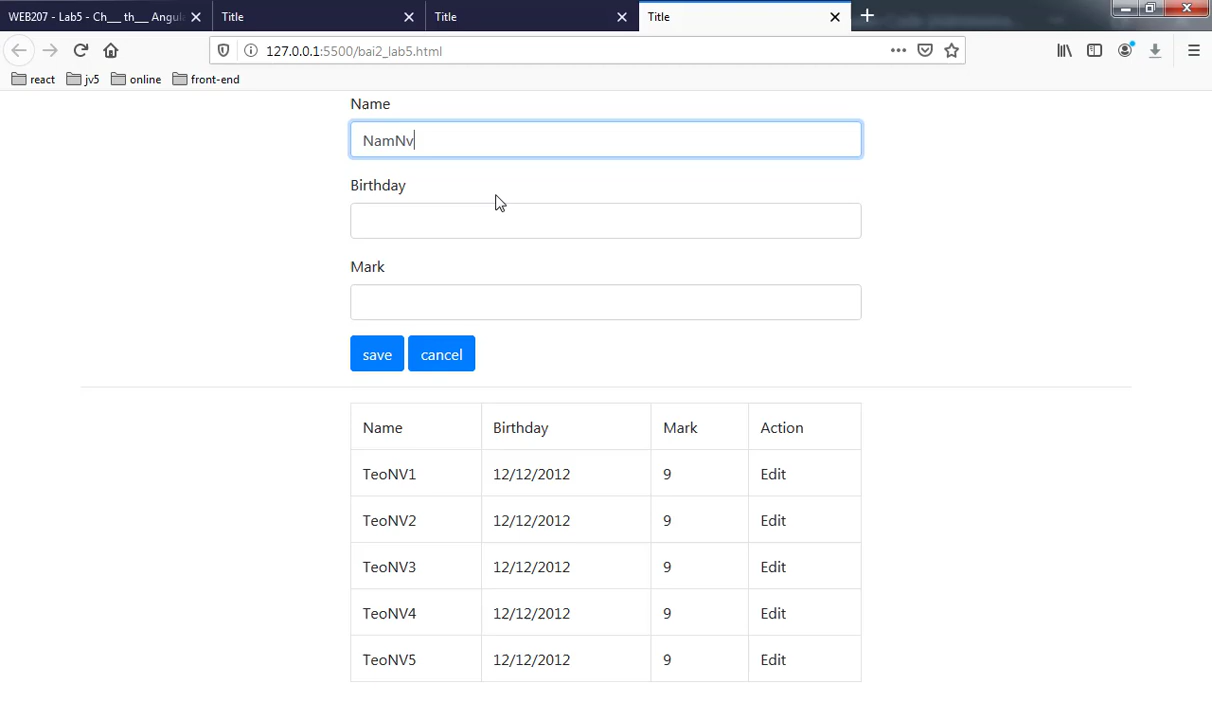 WEB207 - Lab5 - Ch___ th___ Angul
Title
Title
Title
127.0.0.1:5500/bai2_lab5.html
react jv5 online front-end
Name
NamNv
Birthday
Mark
save cancel
Name Birthday Mark Action
TeoNV1 12/12/2012 9 Edit
TeoNV2 12/12/2012 9 Edit
TeoNV3 12/12/2012 9 Edit
TeoNV4 12/12/2012 9 Edit
TeoNV5 12/12/2012 9 Edit